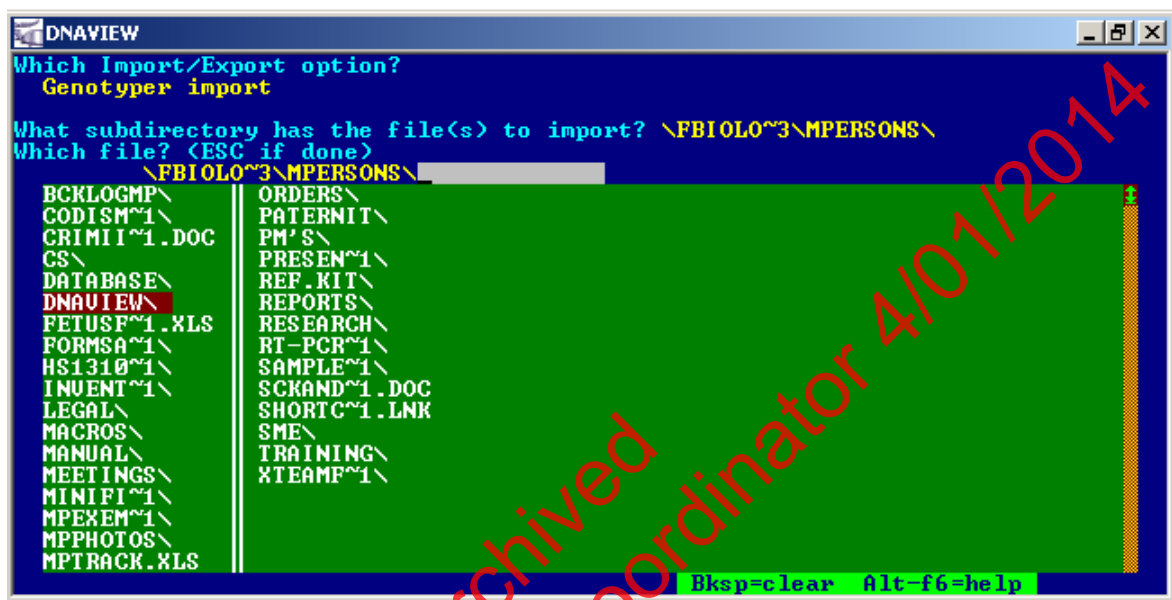 DNAVIEW
Which Import/Export option?
Genotyper import
What subdirectory has the file(s) to import? \FBIOLO~3\MPERSONS\
Which file? (ESC if done)
\FBIOLO~3\MPERSONS\_
BCKLOGMP\
CODISM~1\
CRIMII~1.DOC
CS\
DATABASE\
DNAVIEW\
FETUSF~1.XLS
FORMSA~1\
HS1310~1\
INVENT~1\
LEGAL\
MACROS\
MANUAL\
MEETINGS\
MINIFI~1\
MPEXEM~1\
MPPHOTOS\
MPTRACK.XLS
ORDERS\
PATERNIT\
PM'S\
PRESEN~1\
REF.KIT\
REPORTS\
RESEARCH\
RT-PCR~1\
SAMPLE~1\
SCKAND~1.DOC
SHORTC~1.LNK
SME\
TRAINING\
XTEAMF~1\
Bksp=clear Alt-f6=help
chived
ordinator 4/01/2014